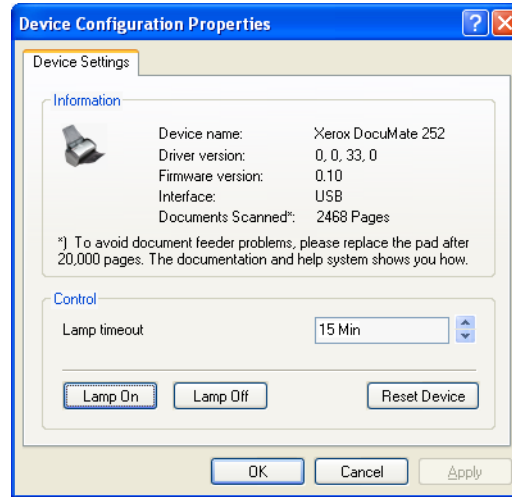 Device Configuration Properties
Device Settings
Information
Device name: Xerox DocuMate 252
Driver version: 0, 0, 33, 0
Firmware version: 0.10
Interface: USB
Documents Scanned*: 2468 Pages
*) To avoid document feeder problems, please replace the pad after
20,000 pages. The documentation and help system shows you how.
Control
Lamp timeout 15 Min
Lamp On Lamp Off Reset Device
OK Cancel Apply